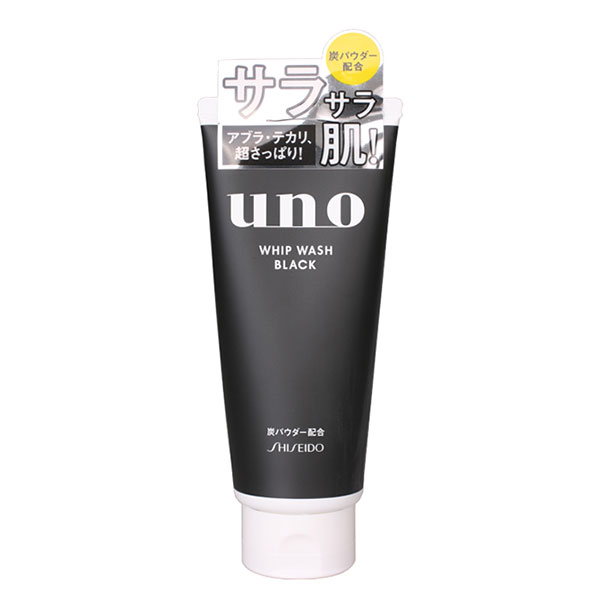 炭パウダー
配合
サラサラ
肌!
アブラ・テカリ、
超さっぱり!
uno
WHIP WASH
BLACK
炭パウダー配合
SHISEIDO